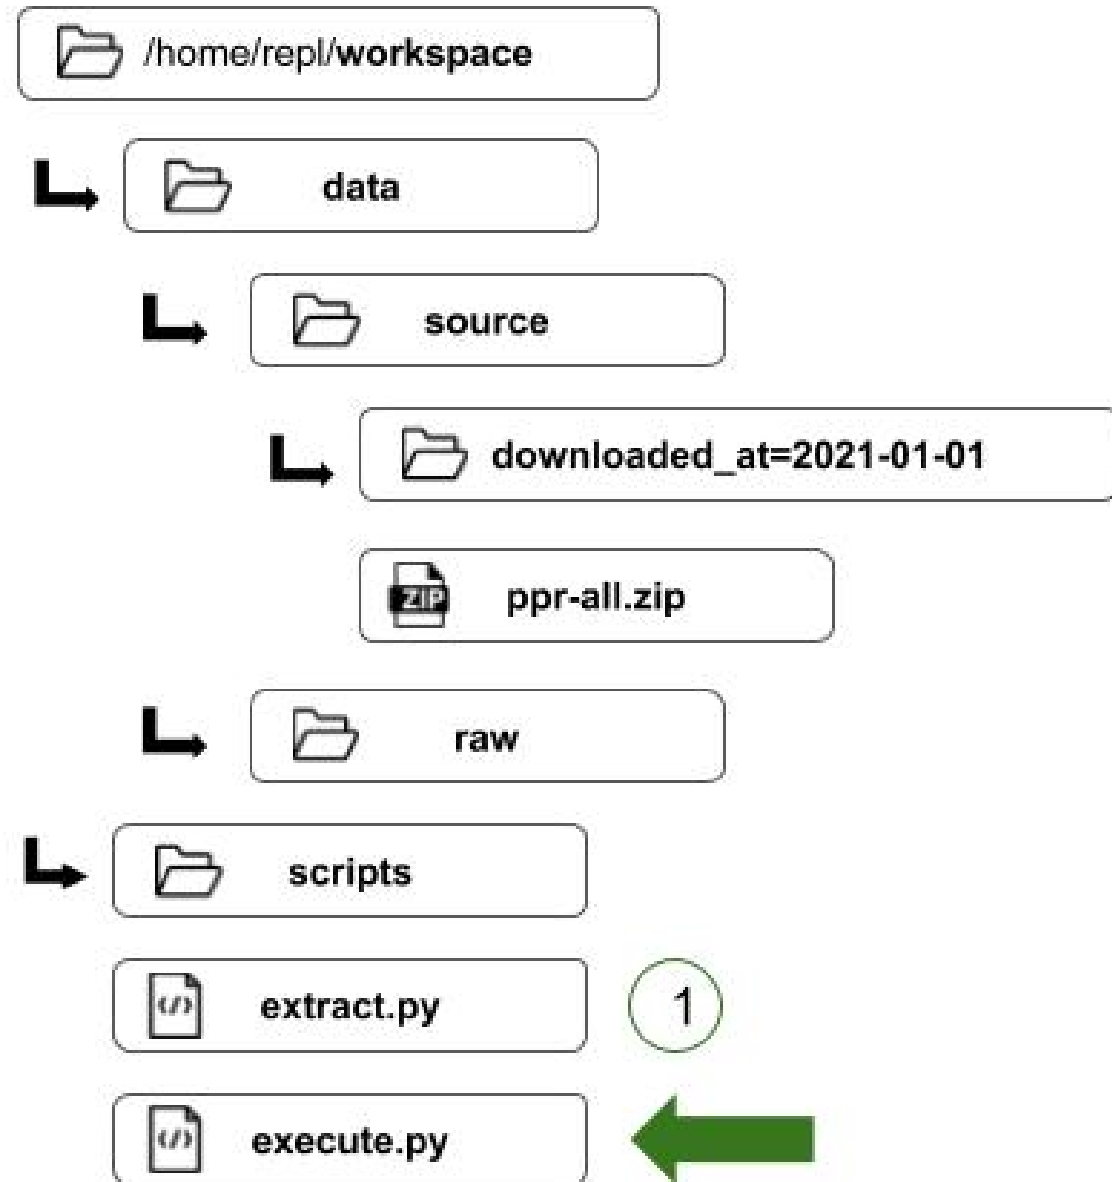 /home/repl/workspace
data
source
downloaded_at=2021-01-01
ZIP
ppr-all.zip
raw
scripts
</>
extract.py
1
</>
execute.py